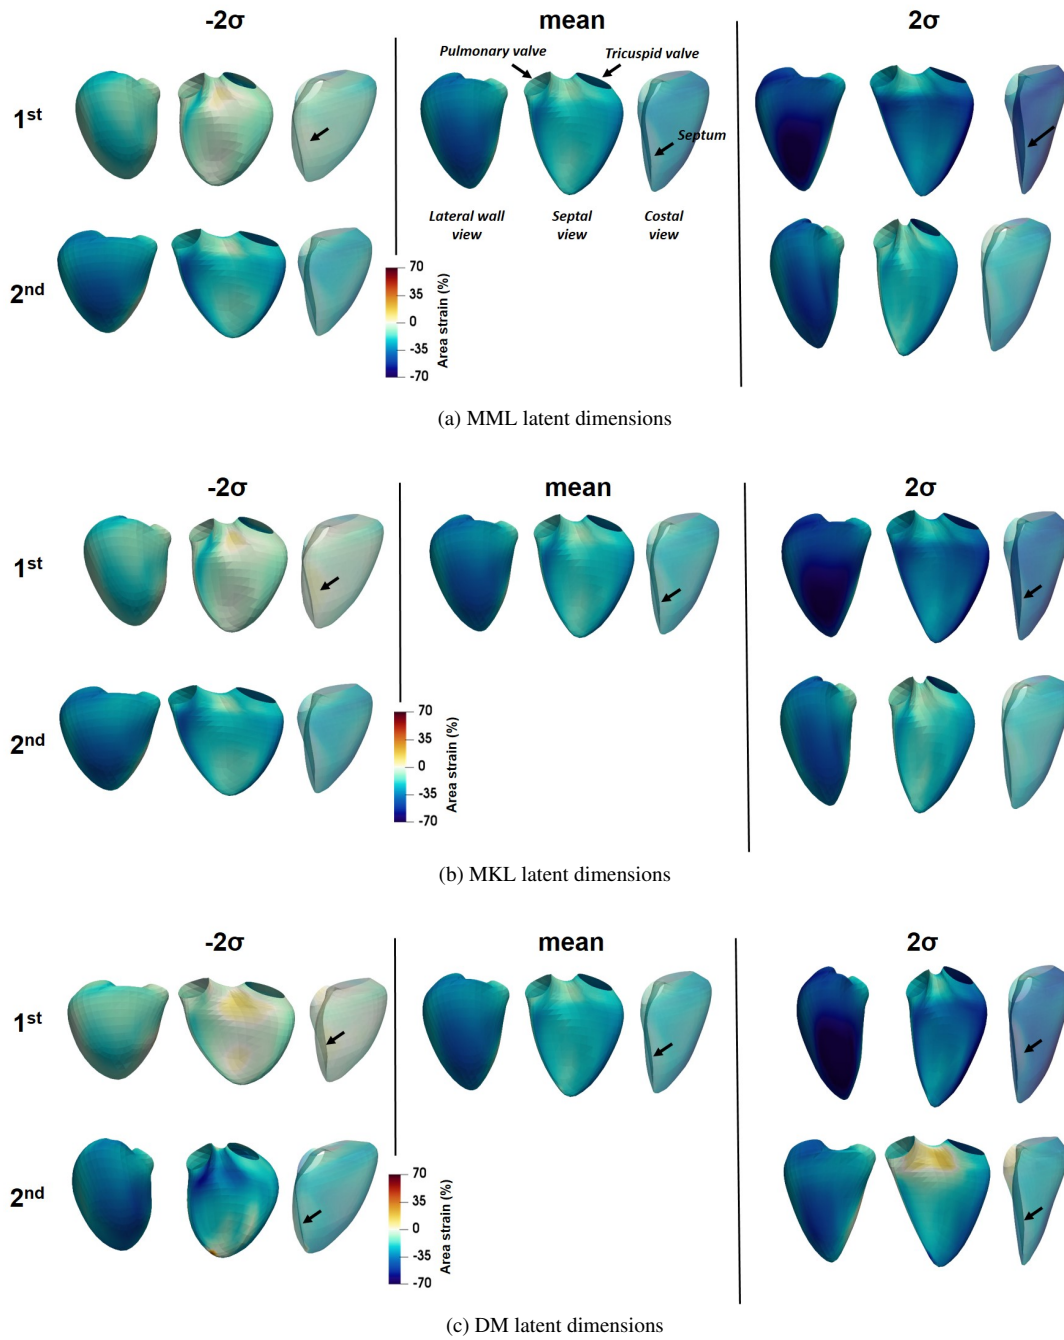 -2σ mean 2σ
Pulmonary valve Tricuspid valve
1st
Septum
Lateral wall view Septal view Costal view
2nd
70
35
0
-35
-70
Area strain (%)
(a) MML latent dimensions
-2σ mean 2σ
1st
2nd
70
35
0
-35
-70
Area strain (%)
(b) MKL latent dimensions
-2σ mean 2σ
1st
2nd
70
35
0
-35
-70
Area strain (%)
(c) DM latent dimensions